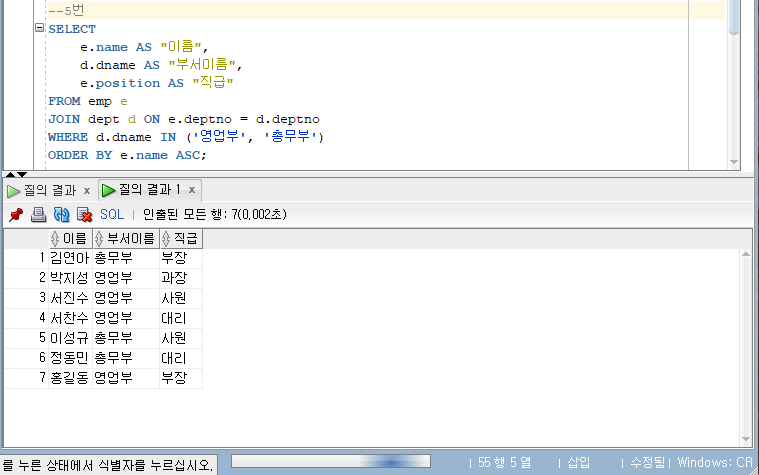 --5번
SELECT
e.name AS "이름",
d.dname AS "부서이름",
e.position AS "직급"
FROM emp e
JOIN dept d ON e.deptno = d.deptno
WHERE d.dname IN ('영업부', '총무부')
ORDER BY e.name ASC;
질의 결과 x 질의 결과 1 x
SQL | 인출된 모든 행: 7(0,002초)
이름 부서이름 직급
1 김연아 총무부 부장
2 박지성 영업부 과장
3 서진수 영업부 사원
4 서찬수 영업부 대리
5 이성규 총무부 사원
6 정동민 총무부 대리
7 홍길동 영업부 부장
를 누른 상태에서 식별자를 누르십시오, | 55 행 5 열 | 삽입 | 수정됨 | Windows: CR